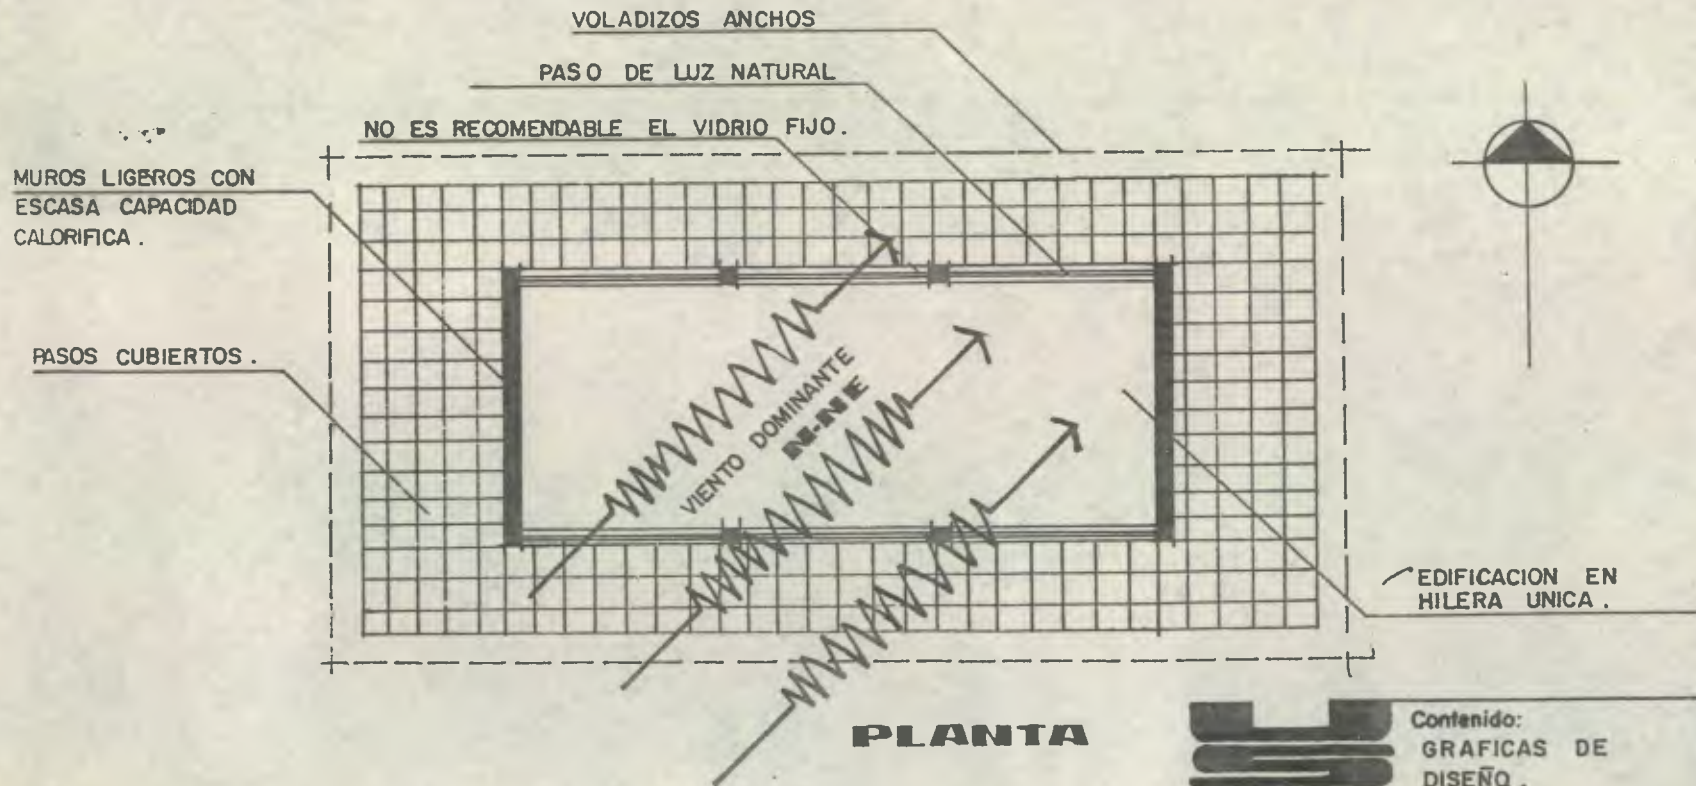 VOLADIZOS ANCHOS
PASO DE LUZ NATURAL
NO ES RECOMENDABLE EL VIDRIO FIJO.
MUROS LIGEROS CON
ESCASA CAPACIDAD
CALORIFICA.
PASOS CUBIERTOS.
VIENTO DOMINANTE
N-NE
EDIFICACION EN
HILERA UNICA.
PLANTA
Contenido:
GRAFICAS DE
DISEÑO.